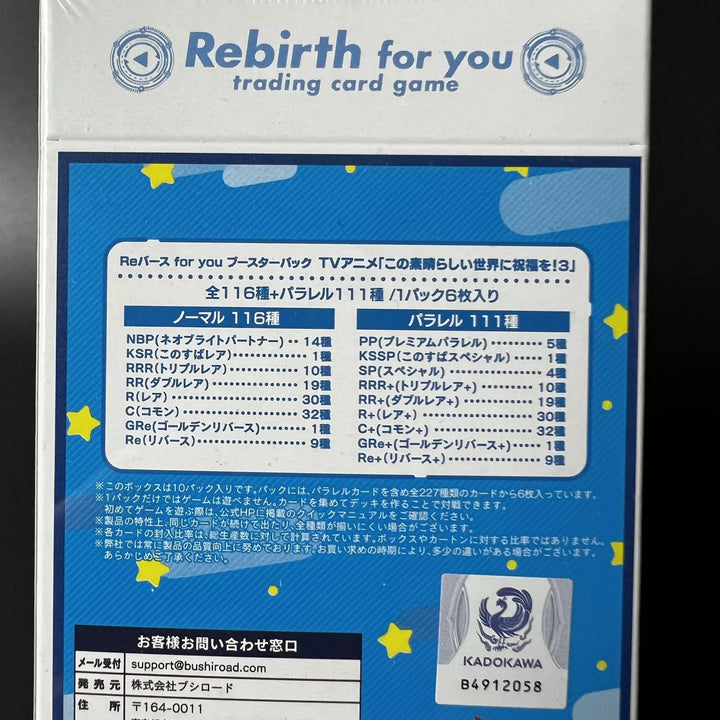 Rebirth for you
trading card game
Reバース for you ブースターパック TVアニメ「この素晴らしい世界に祝福を!3」
全116種+パラレル111種 /1パック6枚入り
ノーマル 116種
NBP(ネオブライトパートナー)‥14種
KSR(このすばレア)‥‥‥‥‥‥‥1種
RRR(トリプルレア)‥‥‥‥‥‥‥10種
RR(ダブルレア)‥‥‥‥‥‥‥‥19種
R(レア)‥‥‥‥‥‥‥‥‥‥‥30種
C(コモン)‥‥‥‥‥‥‥‥‥‥32種
GRe(ゴールデンリバース)‥‥‥‥1種
Re(リバース)‥‥‥‥‥‥‥‥‥9種
パラレル 111種
PP(プレミアムパラレル)‥‥‥‥5種
KSSP(このすばスペシャル)‥‥‥1種
SP(スペシャル)‥‥‥‥‥‥‥‥4種
RRR+(トリプルレア+)‥‥‥‥‥10種
RR+(ダブルレア+)‥‥‥‥‥‥19種
R+(レア+)‥‥‥‥‥‥‥‥‥30種
C+(コモン+)‥‥‥‥‥‥‥‥32種
GRe+(ゴールデンリバース+)‥‥1種
Re+(リバース+)‥‥‥‥‥‥‥9種
※このボックスは10パック入りです。パックには、パラレルカードを含め全227種類のカードから6枚入っています。
※1パックだけではゲームは遊べません。カードを集めてデッキを作ることで対戦できます。
初めてゲームを遊ぶ際は、公式HPに掲載のクイックマニュアルをご確認ください。
※製品の特性上、同じカードが続けて出たり、全種類が揃いにくい場合がございます。
※各カードの封入比率は、総生産数に対して計算されています。ボックスやカートンに対する比率ではありません。
※弊社では常に製品の品質向上に努めております。お買い求めの時期により、多少の違いがある場合がございます。
あらかじめご了承ください。
お客様お問い合わせ窓口
メール受付 support@bushiroad.com
発売元 株式会社ブシロード
住所 〒164-0011
KADOKAWA
B4912058